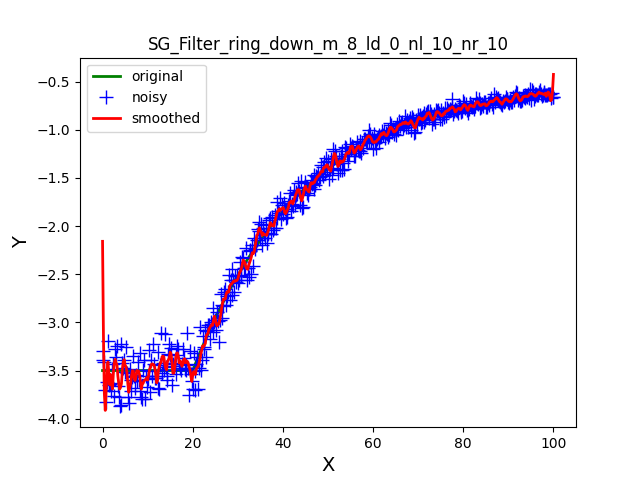 SG_Filter_ring_down_m_8_ld_0_nl_10_nr_10
original
noisy
smoothed
−0.5
−1.0
−1.5
−2.0
−2.5
−3.0
−3.5
−4.0
Y
0 20 40 60 80 100
X